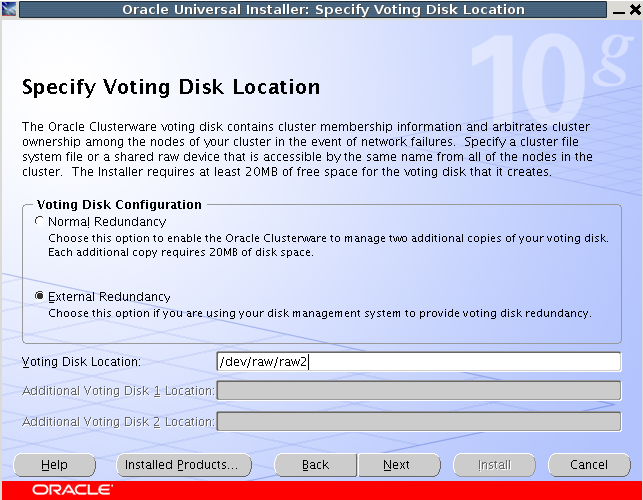 Oracle Universal Installer: Specify Voting Disk Location
10g
Specify Voting Disk Location
The Oracle Clusterware voting disk contains cluster membership information and arbitrates cluster
ownership among the nodes of your cluster in the event of network failures.  Specify a cluster file
system file or a shared raw device that is accessible by the same name from all of the nodes in the
cluster.  The Installer requires at least 20MB of free space for the voting disk that it creates.
Voting Disk Configuration
Normal Redundancy
Choose this option to enable the Oracle Clusterware to manage two additional copies of your voting disk.
Each additional copy requires 20MB of disk space.
External Redundancy
Choose this option if you are using your disk management system to provide voting disk redundancy.
Voting Disk Location: /dev/raw/raw2
Additional Voting Disk 1 Location:
Additional Voting Disk 2 Location:
Help Installed Products... Back Next Install Cancel
ORACLE